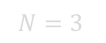 N = 3